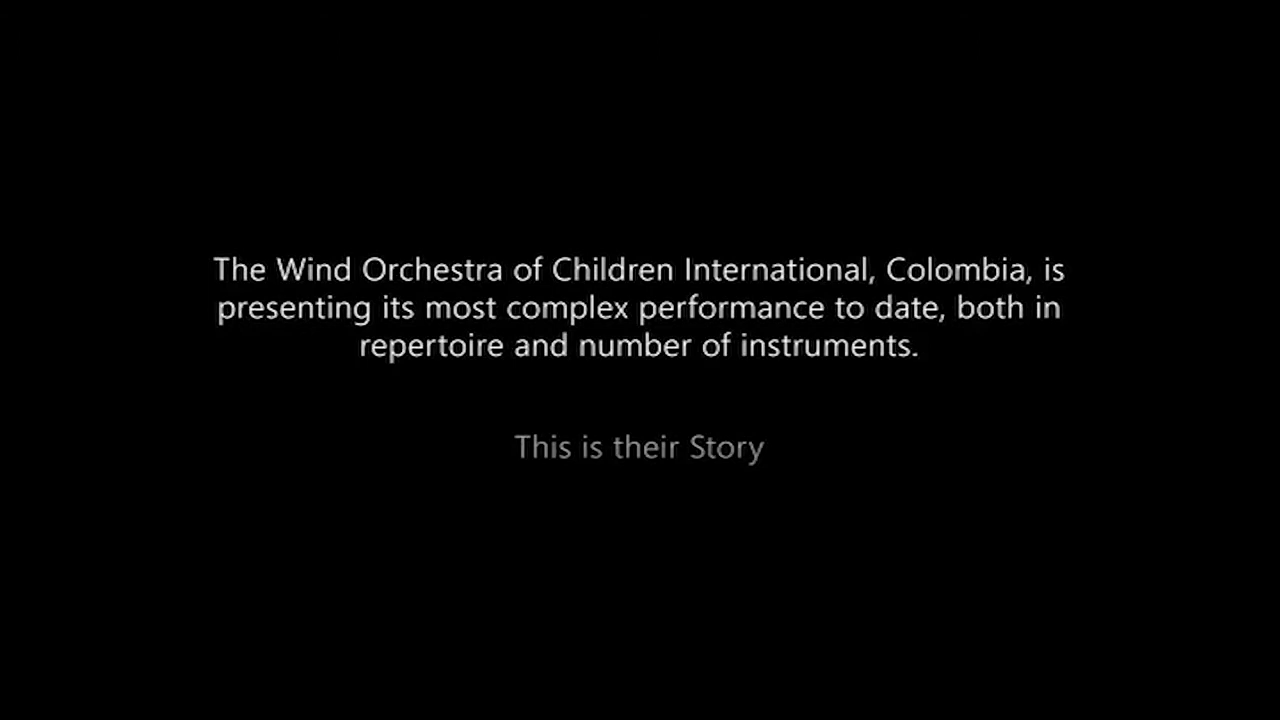 The Wind Orchestra of Children International, Colombia, is
presenting its most complex performance to date, both in
repertoire and number of instruments.
This is their Story